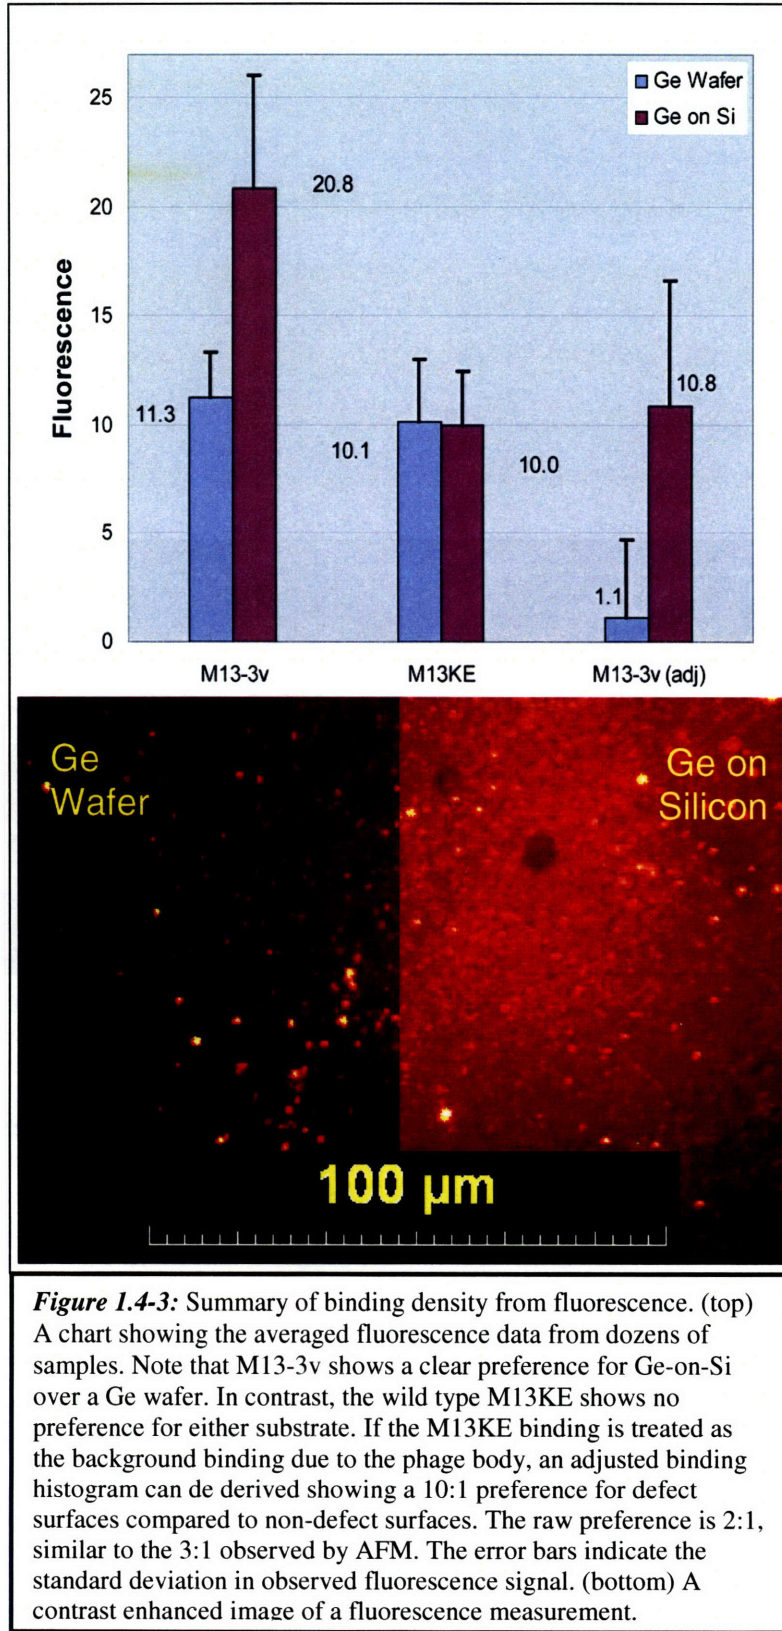 25
20
15
10
5
0
Fluorescence
Ge Wafer
Ge on Si
20.8
11.3
10.1
10.0
10.8
1.1
M13-3v
M13KE
M13-3v (adj)
Ge
Wafer
Ge on
Silicon
100 µm
Figure 1.4-3: Summary of binding density from fluorescence. (top)
A chart showing the averaged fluorescence data from dozens of
samples. Note that M13-3v shows a clear preference for Ge-on-Si
over a Ge wafer. In contrast, the wild type M13KE shows no
preference for either substrate. If the M13KE binding is treated as
the background binding due to the phage body, an adjusted binding
histogram can de derived showing a 10:1 preference for defect
surfaces compared to non-defect surfaces. The raw preference is 2:1,
similar to the 3:1 observed by AFM. The error bars indicate the
standard deviation in observed fluorescence signal. (bottom) A
contrast enhanced image of a fluorescence measurement.